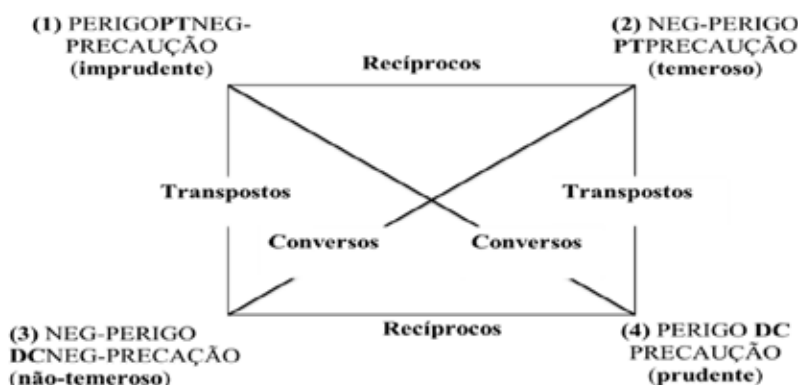 (1) PERIGOPTNEG-
PRECAUÇÃO
(imprudente)
(2) NEG-PERIGO
PTPRECAUÇÃO
(temeroso)
Recíprocos
Transpostos
Transpostos
Conversos
Conversos
Recíprocos
(3) NEG-PERIGO
DCNEG-PRECAÇÃO
(não-temeroso)
(4) PERIGO DC
PRECAUÇÃO
(prudente)